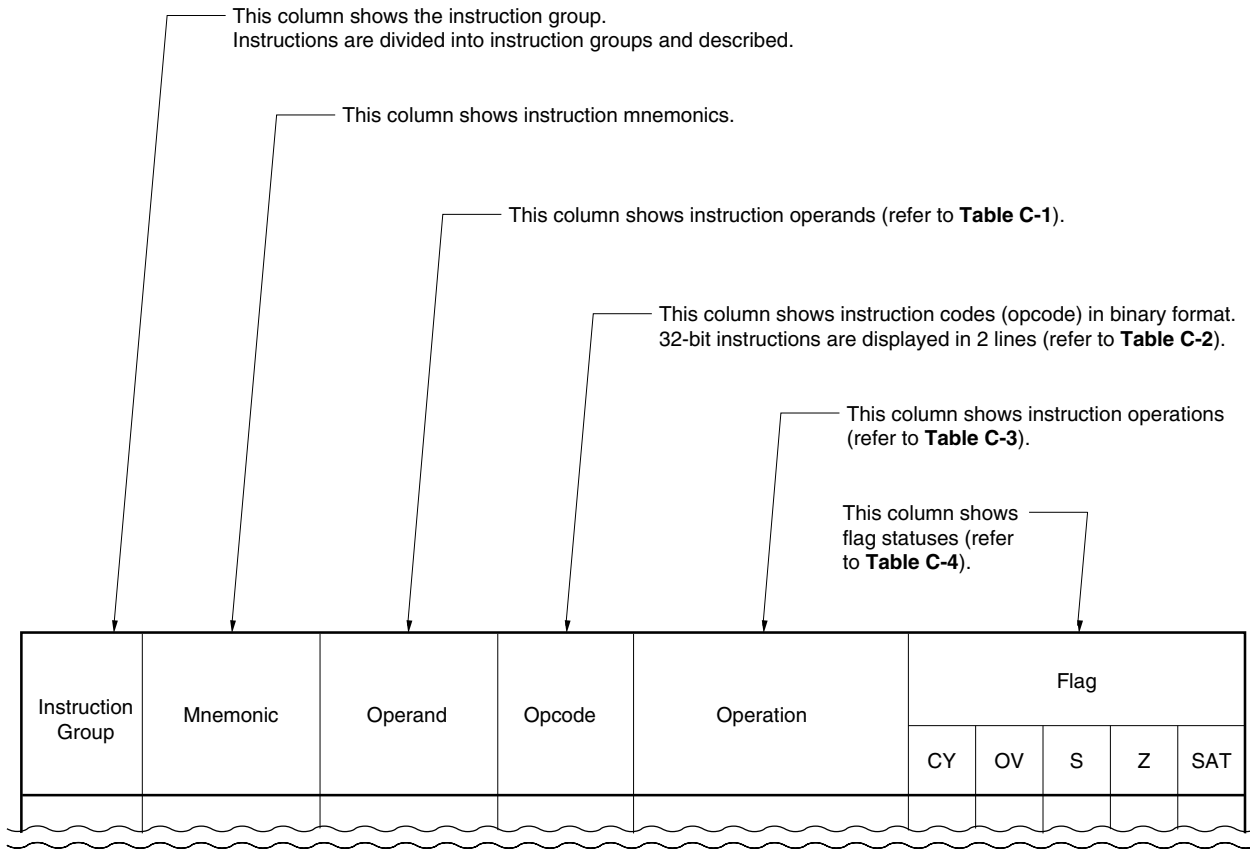 This column shows the instruction group.
Instructions are divided into instruction groups and described.
This column shows instruction mnemonics.
This column shows instruction operands (refer to Table C-1).
This column shows instruction codes (opcode) in binary format.
32-bit instructions are displayed in 2 lines (refer to Table C-2).
This column shows instruction operations
(refer to Table C-3).
This column shows
flag statuses (refer
to Table C-4).
Instruction
Group
Mnemonic
Operand
Opcode
Operation
Flag
CY
OV
S
Z
SAT